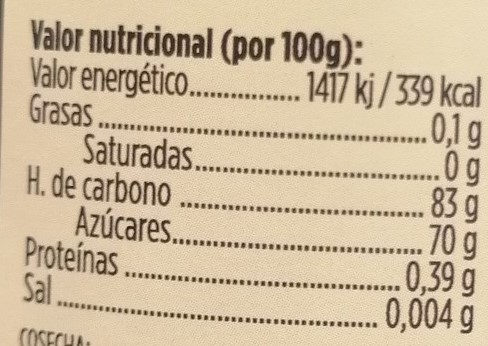 Valor nutricional (por 100g):
Valor energético.............. 1417 kj / 339 kcal
Grasas .......................................... 0,1 g
Saturadas.............................. 0 g
H. de carbono .............................. 83 g
Azúcares............................... 70 g
Proteínas ................................... 0,39 g
Sal ......................................... 0,004 g
COSECHA: